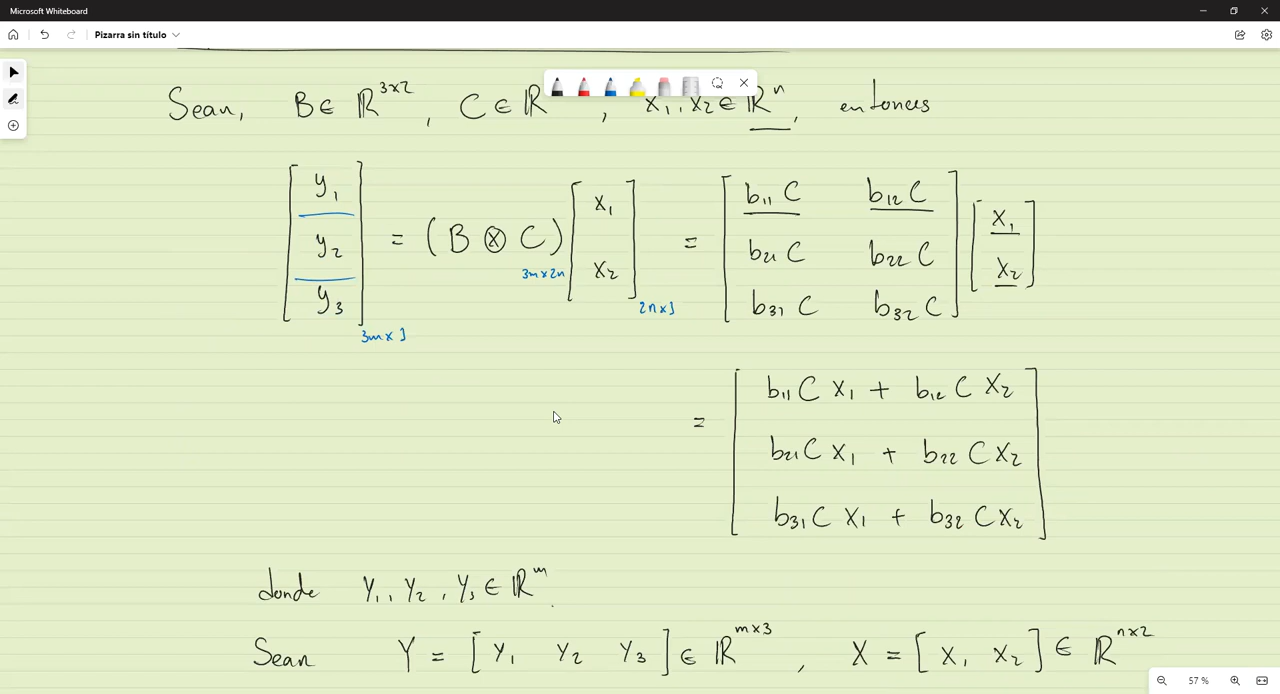 Microsoft Whiteboard
Pizarra sin título
Sean, B ∈ ℝ^{3×2}, C ∈ ℝ, x₁, x₂ ∈ ℝⁿ, entonces
[y₁ y₂ y₃]_{3m×1} = (B ⊗ C)_{3m×2n} [x₁ x₂]_{2n×1} = [b₁₁C b₁₂C b₂₁C b₂₂C b₃₁C b₃₂C] [x₁ x₂]
= [b₁₁C x₁ + b₁₂C x₂
b₂₁C x₁ + b₂₂C x₂
b₃₁C x₁ + b₃₂C x₂]
donde y₁, y₂, y₃ ∈ ℝᵐ.
Sean Y = [y₁ y₂ y₃] ∈ ℝ^{m×3}, X = [x₁ x₂] ∈ ℝ^{n×2}
57 %